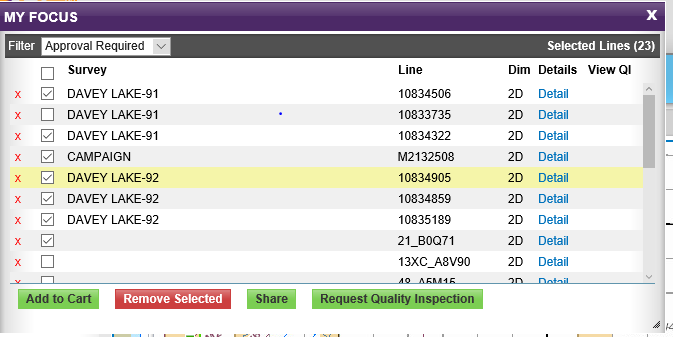 MY FOCUS X
Filter Approval Required Selected Lines (23)
Survey Line Dim Details View QI
x DAVEY LAKE-91 10834506 2D Detail
x DAVEY LAKE-91 10833735 2D Detail
x DAVEY LAKE-91 10834322 2D Detail
x CAMPAIGN M2132508 2D Detail
x DAVEY LAKE-92 10834905 2D Detail
x DAVEY LAKE-92 10834859 2D Detail
x DAVEY LAKE-92 10835189 2D Detail
x 21_B0Q71 2D Detail
x 13XC_A8V90 2D Detail
x 48_A5M15 2D Detail
Add to Cart Remove Selected Share Request Quality Inspection